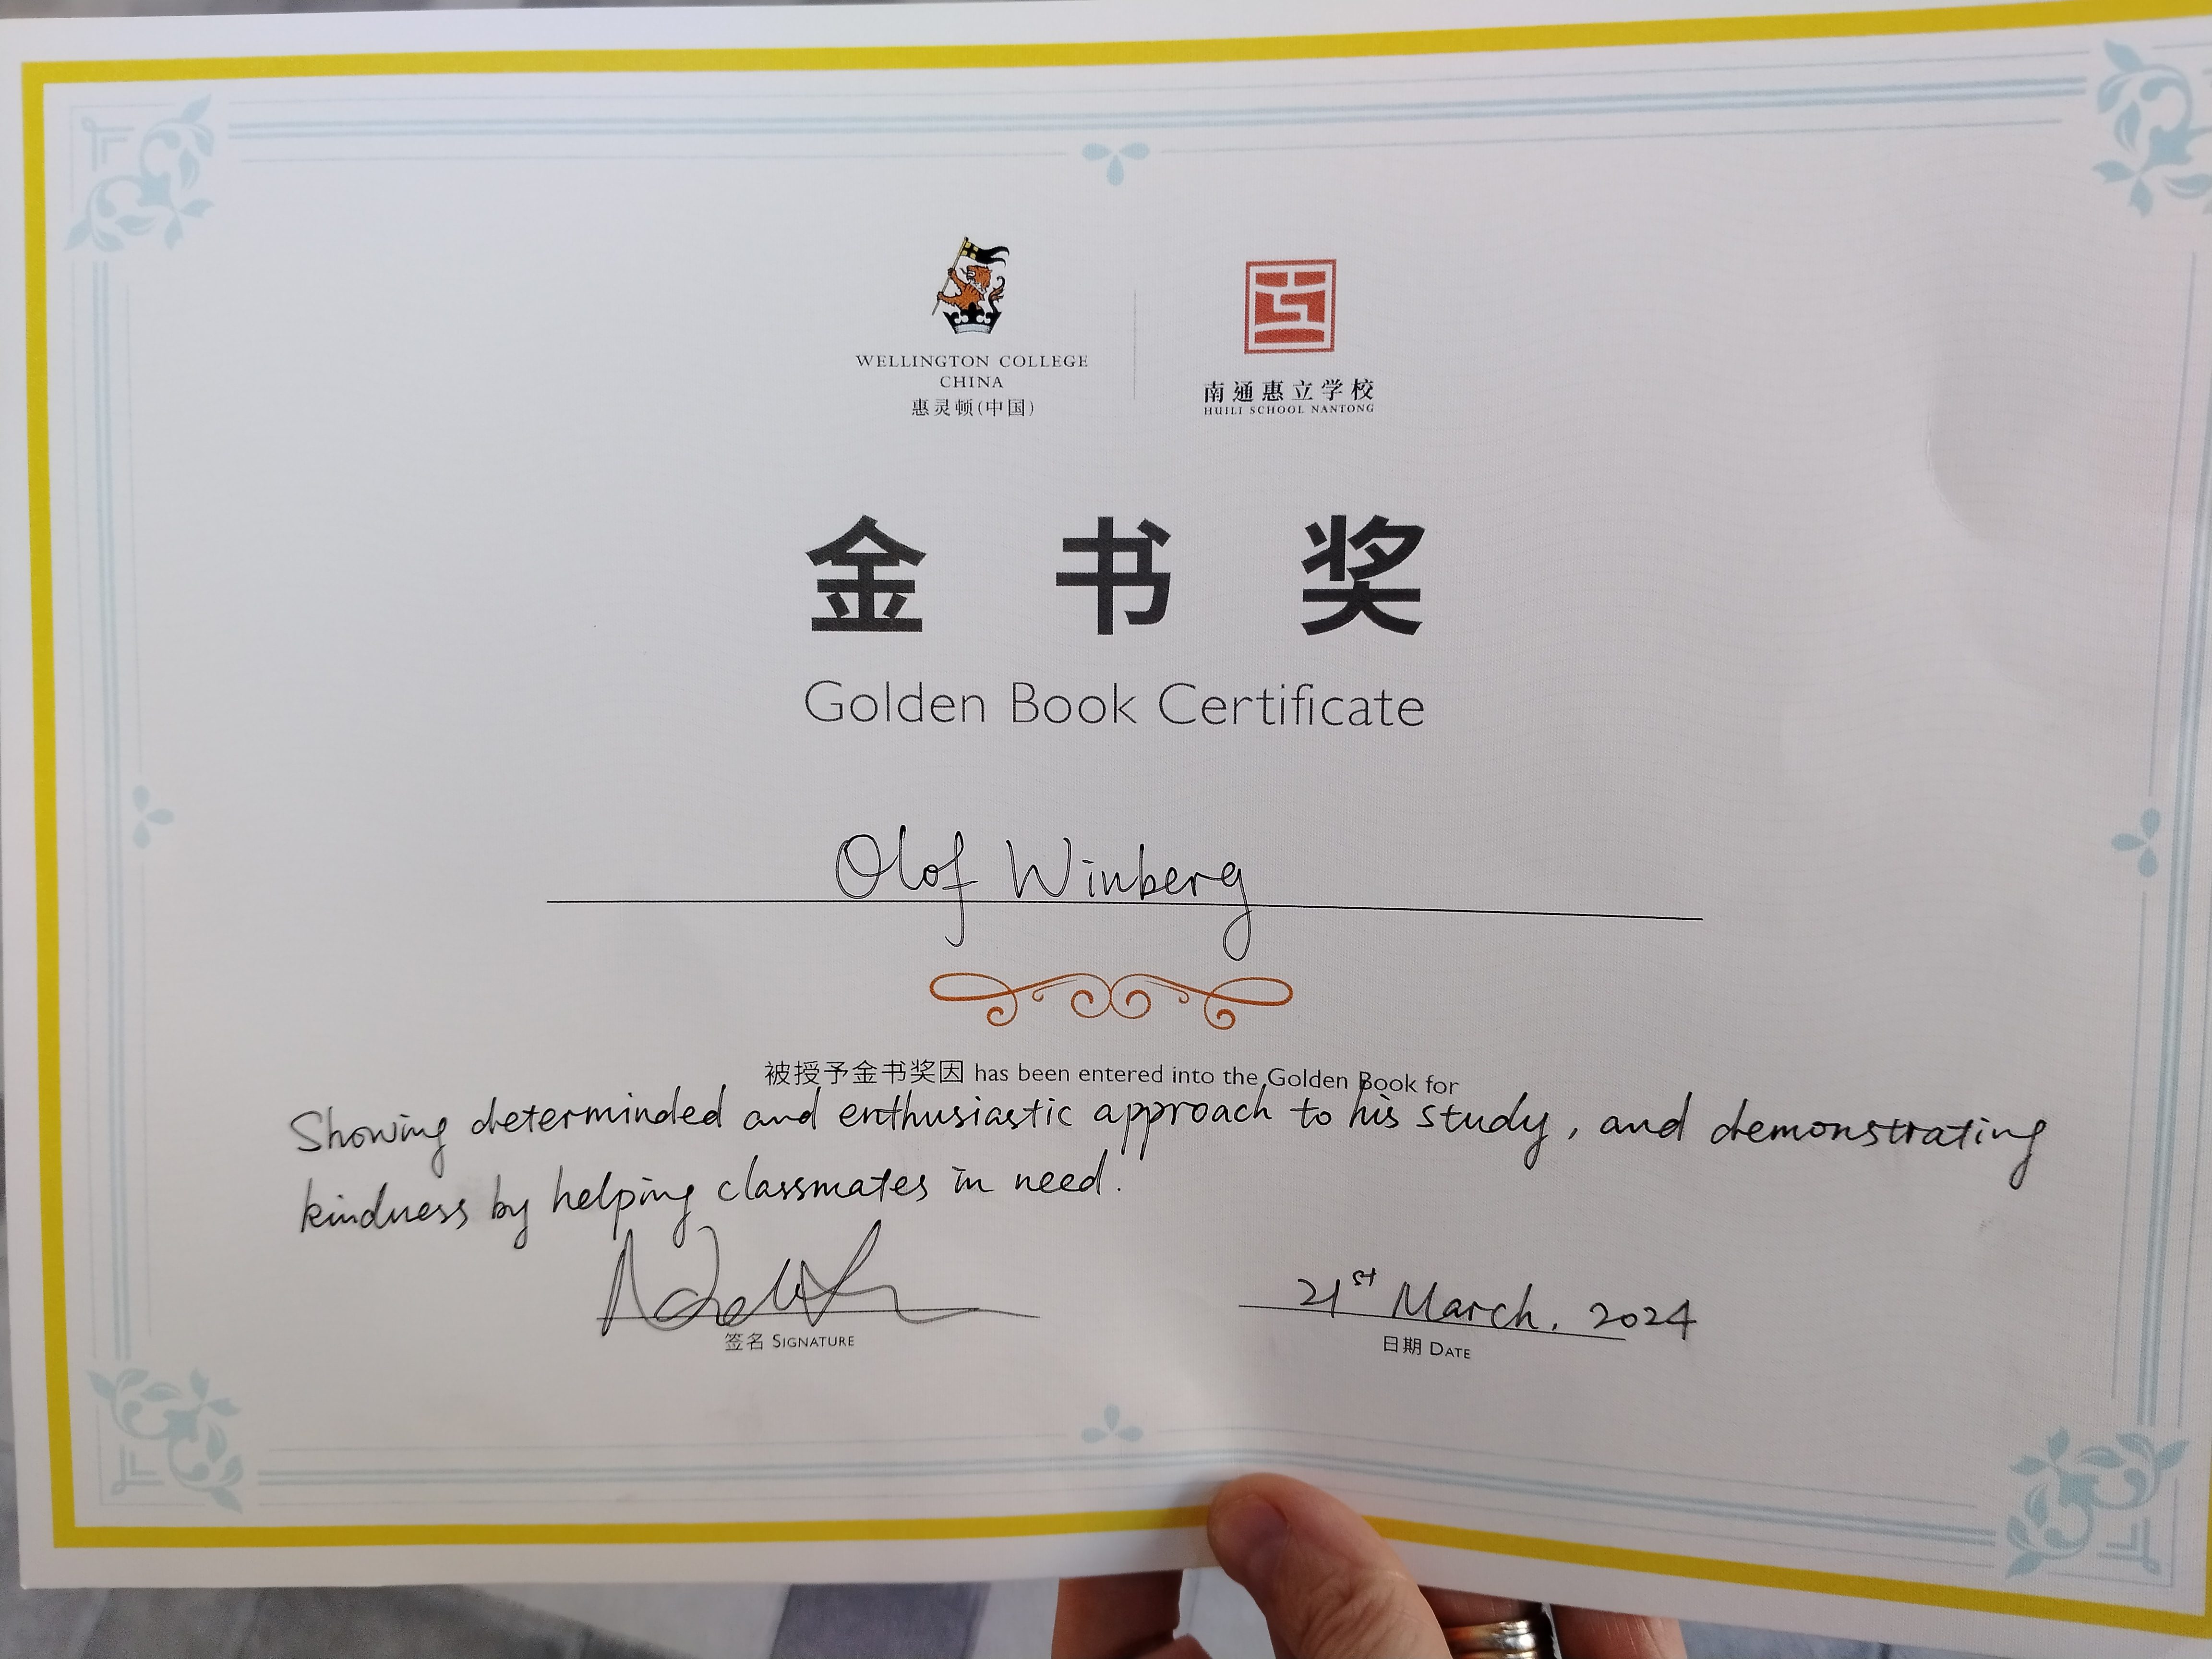 WELLINGTON COLLEGE
CHINA
惠灵顿(中国)
南通惠立学校
HUILI SCHOOL NANTONG
金书奖
Golden Book Certificate
Olof Winberg
被授予金书奖因 has been entered into the Golden Book for
Showing determinded and enthusiastic approach to his study, and demonstrating
kindness by helping classmates in need.
21st March. 2024
签名 SIGNATURE
日期 DATE